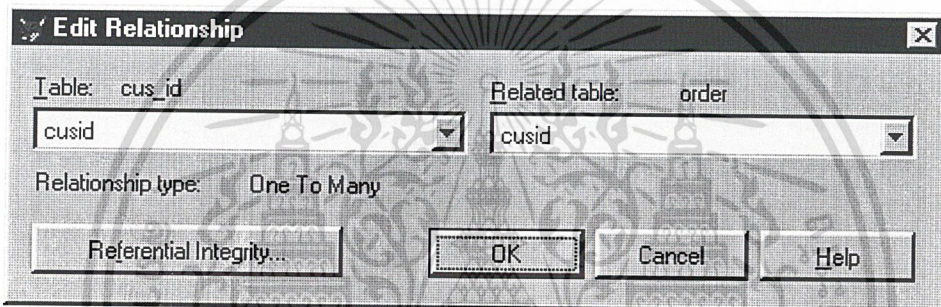 Edit Relationship
Table: cus_id Related table: order
cusid cusid
Relationship type: One To Many
Referential Integrity... OK Cancel Help